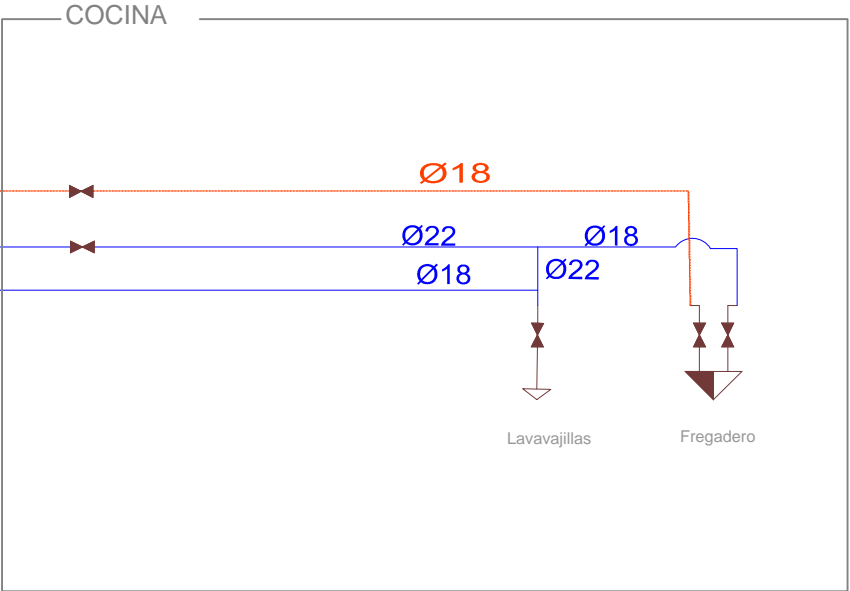 COCINA
Ø18
Ø22
Ø18
Ø18
Ø22
Lavavajillas
Fregadero